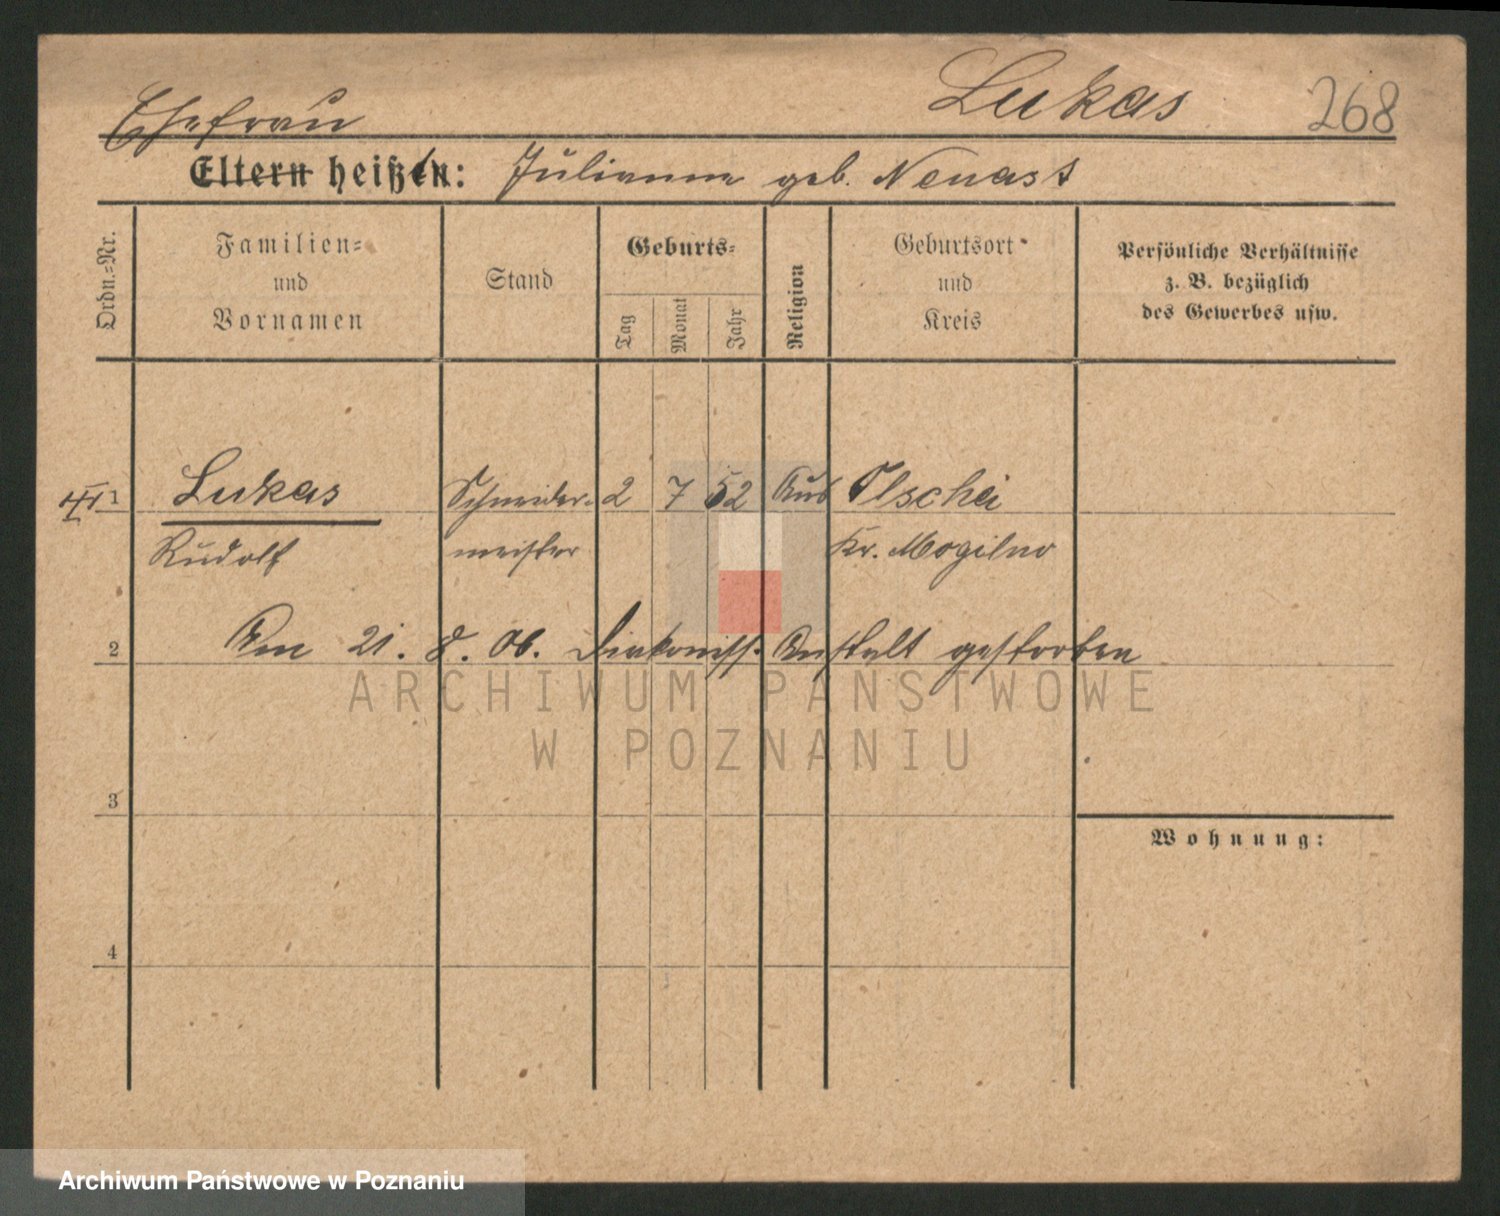 Lukas 268
Ehefrau
Eltern heißt: Julianna geb. Nenast
Ordn.-Nr.
Familien-
und
Vornamen
Stand
Geburts-
Tag
Monat
Jahr
Religion
Geburtsort
und
Kreis
Persönliche Verhältnisse
z. B. bezüglich
des Gewerbes usw.
1 Lukas Schneider- 2 7 52 Olschei
Rudolf meister Kr. Mogilno
2 Am 21. 8. 06. Diakoniss. Anstalt gestorben
ARCHIWUM PAŃSTWOWE
W POZNANIU
3
Wohnung:
4
Archiwum Państwowe w Poznaniu